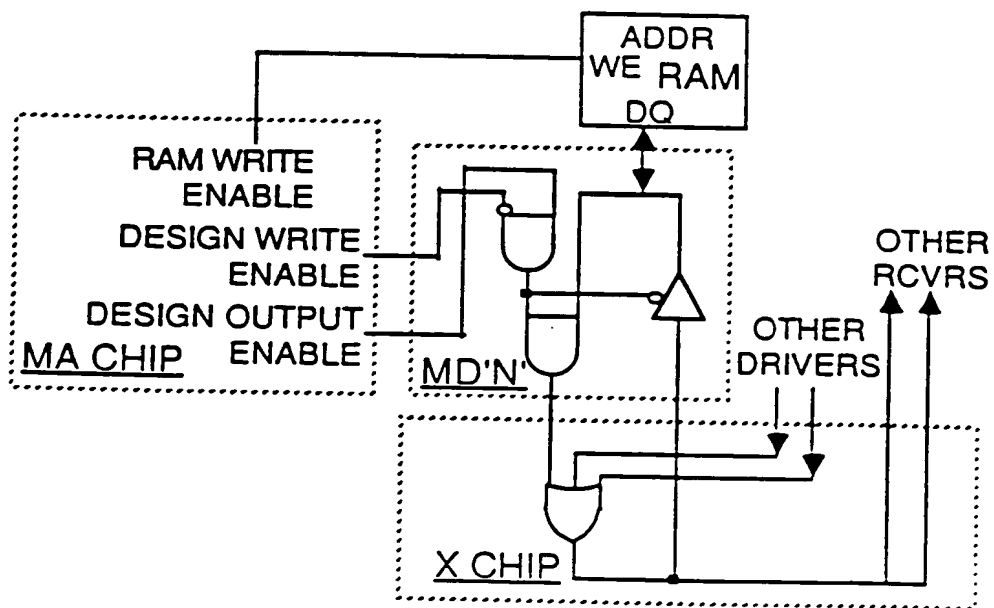 ADDR
WE RAM
DQ
RAM WRITE
ENABLE
DESIGN WRITE
ENABLE
DESIGN OUTPUT
ENABLE
MA CHIP
MD'N'
OTHER
RCVRS
OTHER
DRIVERS
X CHIP